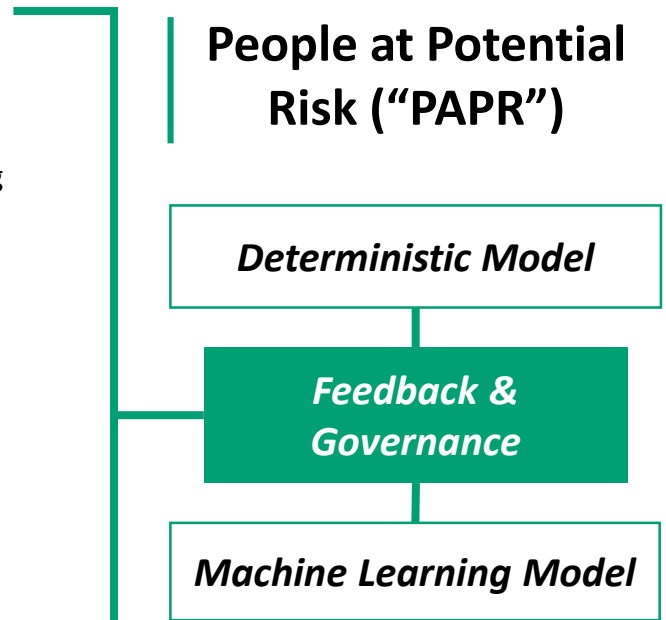 People at Potential
Risk (“PAPR”)
g
Deterministic Model
Feedback &
Governance
Machine Learning Model